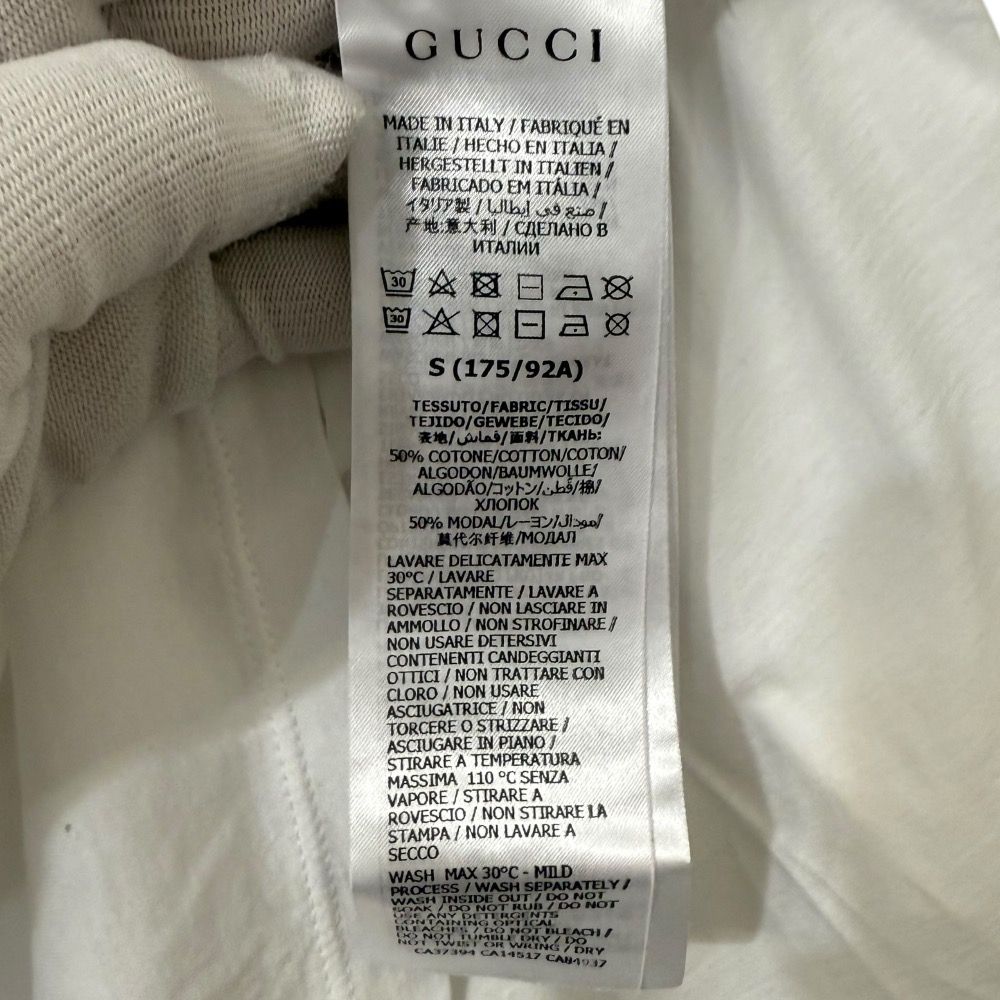 GUCCI
MADE IN ITALY / FABRIQUÉ EN
ITALIE / HECHO EN ITALIA /
HERGESTELLT IN ITALIEN /
FABRICADO EM ITÁLIA /
イタリア製 / صنع في إيطاليا /
产地:意大利 / СДЕЛАНО В
ИТАЛИИ
30
30
S (175/92A)
TESSUTO/FABRIC/TISSU/
TEJIDO/GEWEBE/TECIDO/
表地/قماش/面料/ТКАНЬ:
50% COTONE/COTTON/COTON/
ALGODON/BAUMWOLLE/
ALGODÃO/コットン/قطن/棉/
ХЛОПОК
50% MODAL/レーヨン/مودال/
莫代尔纤维/МОДАЛ
LAVARE DELICATAMENTE MAX
30°C / LAVARE
SEPARATAMENTE / LAVARE A
ROVESCIO / NON LASCIARE IN
AMMOLLO / NON STROFINARE /
NON USARE DETERSIVI
CONTENENTI CANDEGGIANTI
OTTICI / NON TRATTARE CON
CLORO / NON USARE
ASCIUGATRICE / NON
TORCERE O STRIZZARE /
ASCIUGARE IN PIANO /
STIRARE A TEMPERATURA
MASSIMA 110 °C SENZA
VAPORE / STIRARE A
ROVESCIO / NON STIRARE LA
STAMPA / NON LAVARE A
SECCO
WASH MAX 30°C - MILD
PROCESS / WASH SEPARATELY /
WASH INSIDE OUT / DO NOT
SOAK / DO NOT RUB / DO NOT
USE ANY DETERGENTS
CONTAINING OPTICAL
BLEACHES / DO NOT BLEACH /
DO NOT TUMBLE DRY / DO
NOT TWIST OR WRING / DRY
CA37394 CA14517 CA84937